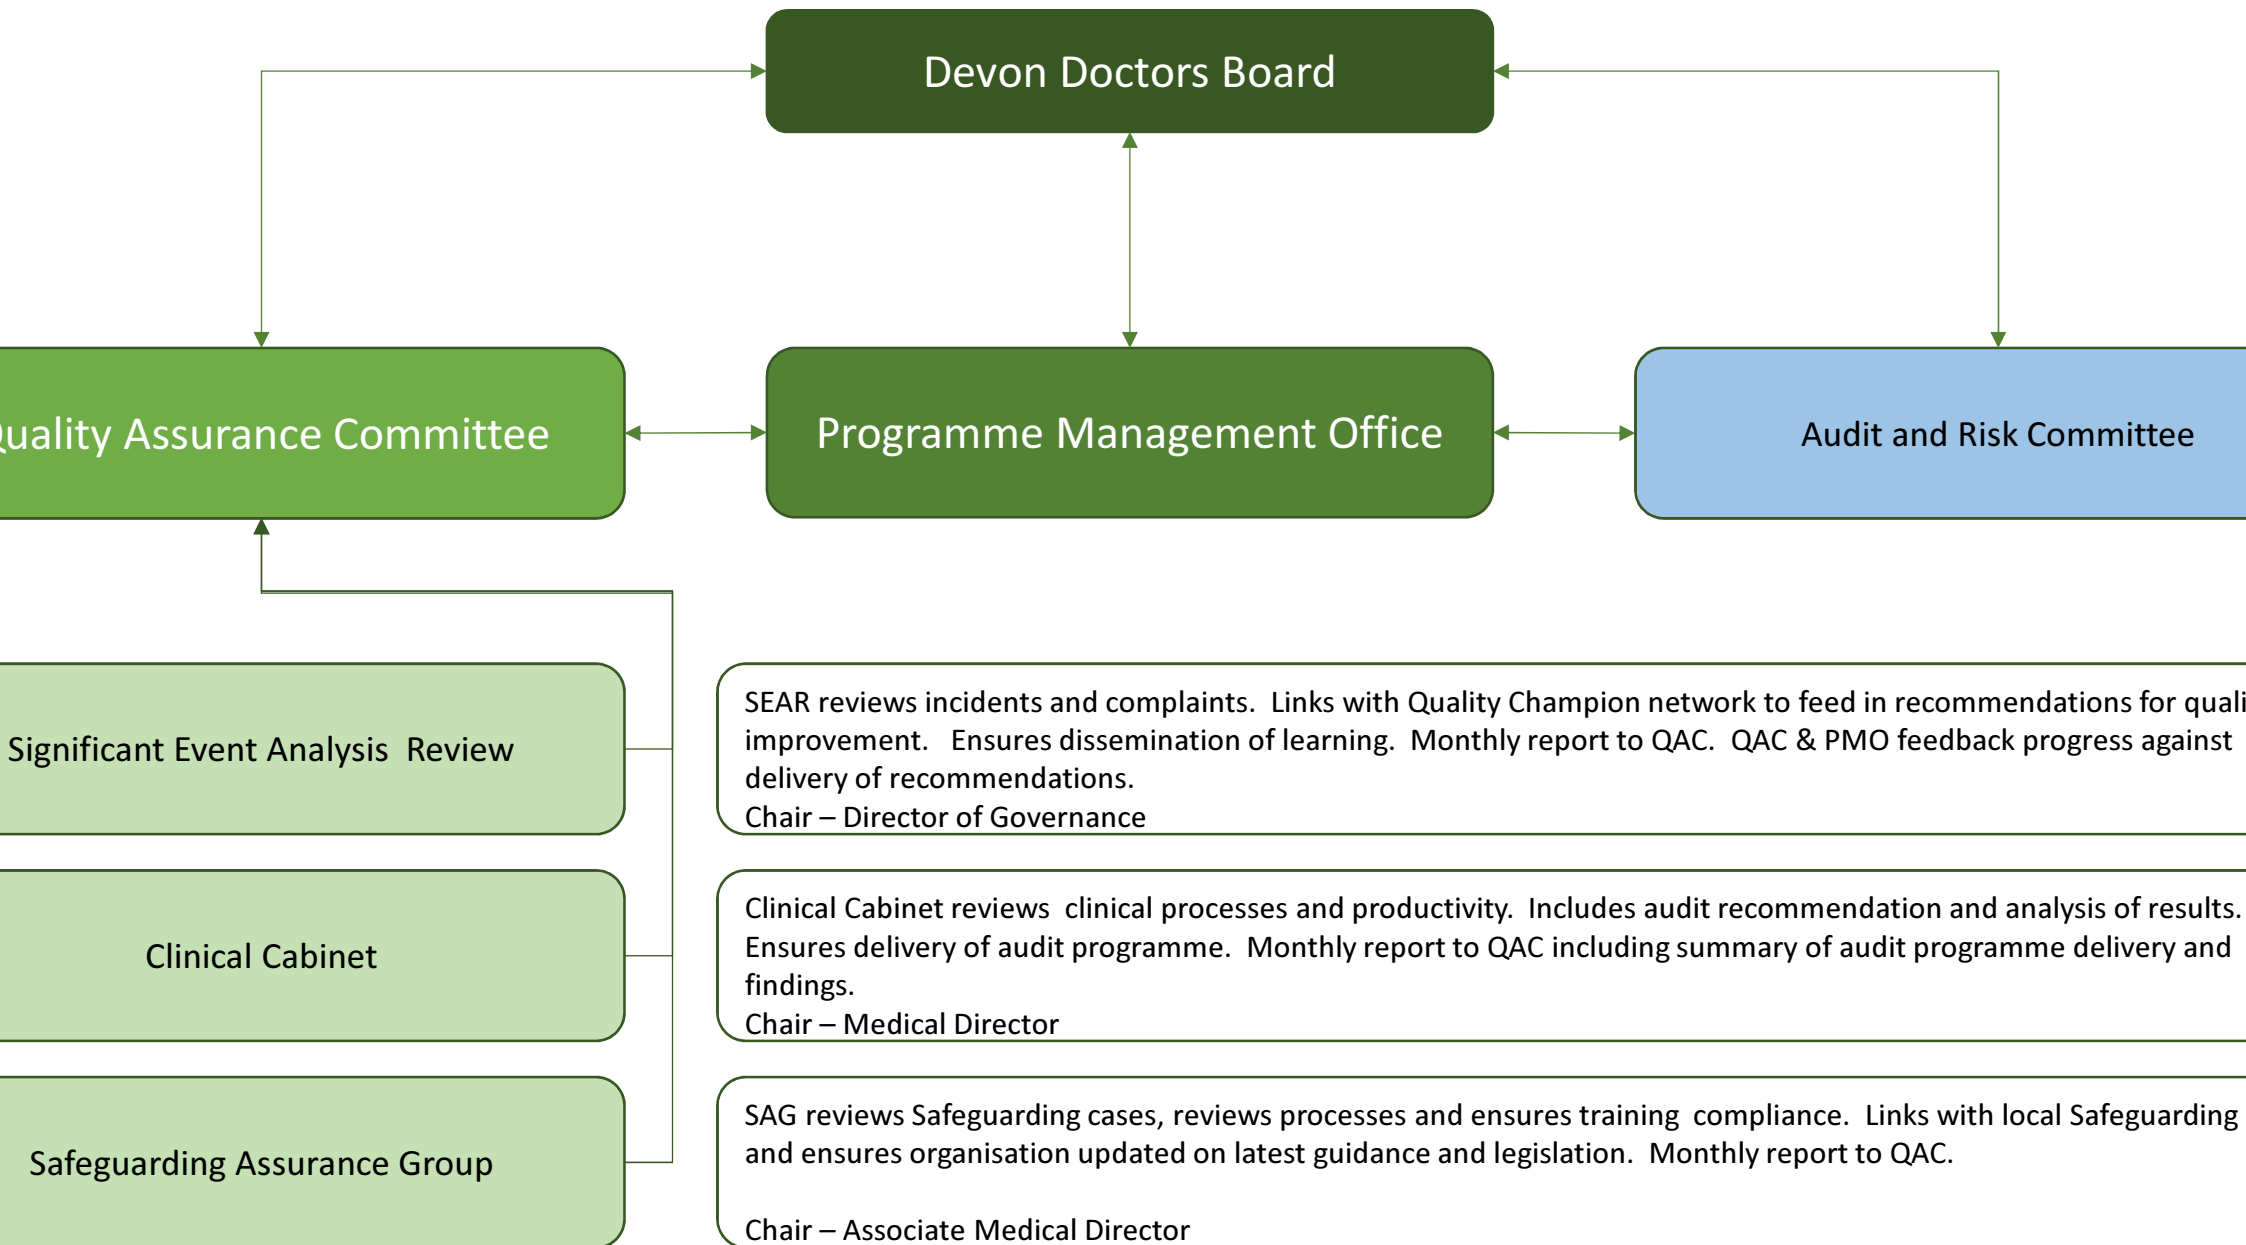 Devon Doctors Board
Quality Assurance Committee
Programme Management Office
Audit and Risk Committee
Significant Event Analysis Review
SEAR reviews incidents and complaints. Links with Quality Champion network to feed in recommendations for quali
improvement. Ensures dissemination of learning. Monthly report to QAC. QAC & PMO feedback progress against
delivery of recommendations.
Chair – Director of Governance
Clinical Cabinet
Clinical Cabinet reviews clinical processes and productivity. Includes audit recommendation and analysis of results.
Ensures delivery of audit programme. Monthly report to QAC including summary of audit programme delivery and
findings.
Chair – Medical Director
Safeguarding Assurance Group
SAG reviews Safeguarding cases, reviews processes and ensures training compliance. Links with local Safeguarding
and ensures organisation updated on latest guidance and legislation. Monthly report to QAC.
Chair – Associate Medical Director